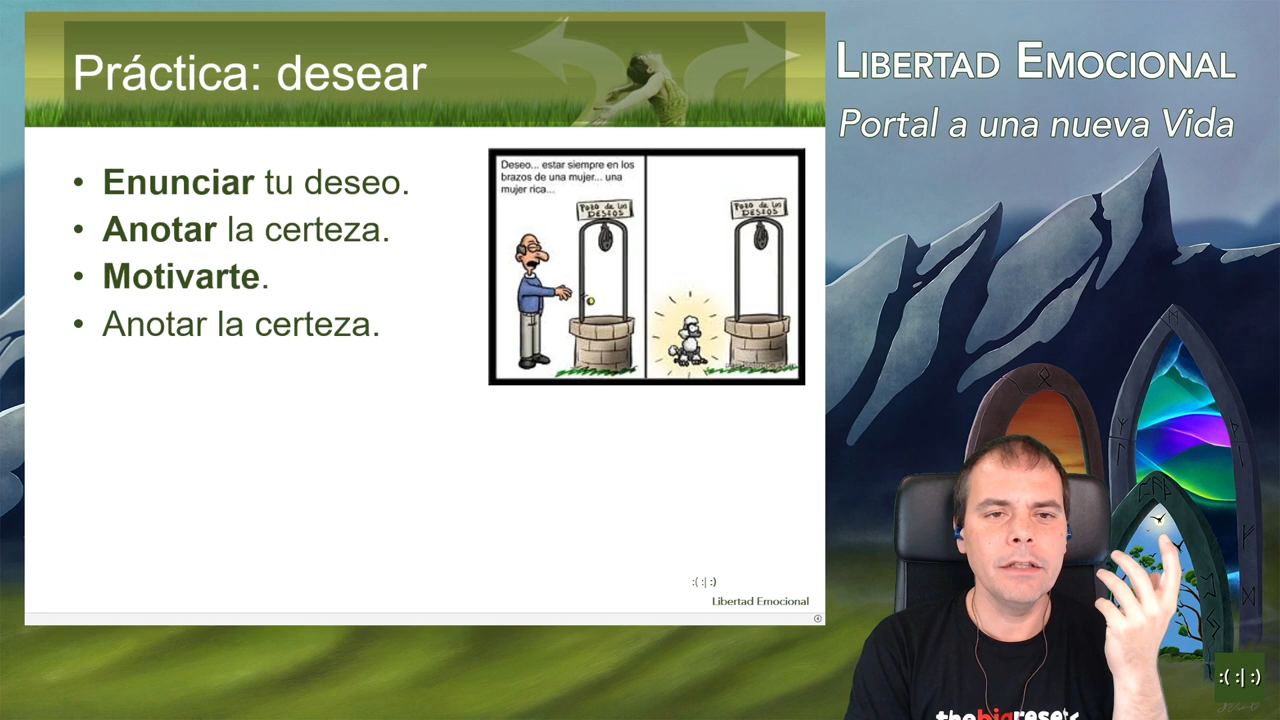 Práctica: desear
• Enunciar tu deseo.
• Anotar la certeza.
• Motivarte.
• Anotar la certeza.
Deseo... estar siempre en los
brazos de una mujer... una
mujer rica...
POZO de los
DESEOS
POZO de los
DESEOS
:( :| :)
Libertad Emocional
LIBERTAD EMOCIONAL
Portal a una nueva Vida
thebigreset
:( :| :)